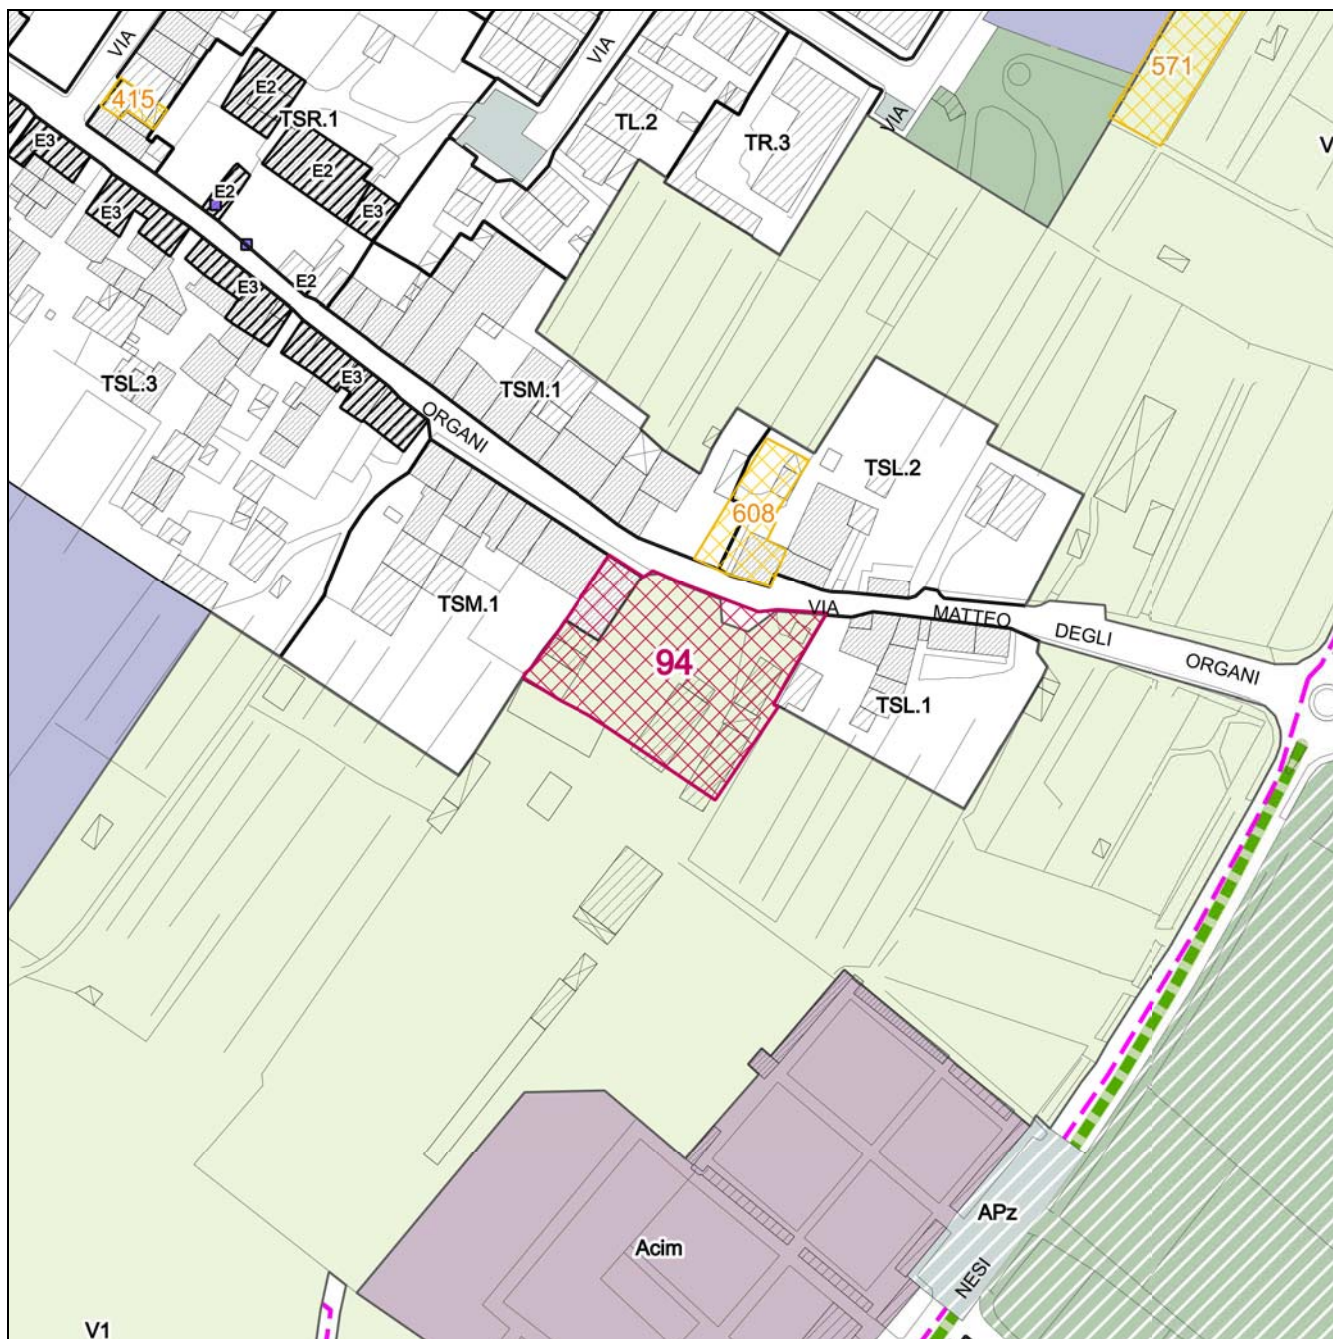 VIA
VIA
571
415
E2
TSR.1
TL.2
TR.3
VIA
V
E3
E2
E2
E3
E3
E3
E2
E3
TSL.3
TSM.1
ORGANI
TSL.2
608
TSM.1
VIA
MATTEO
DEGLI
ORGANI
94
TSL.1
APz
Acim
NESI
V1